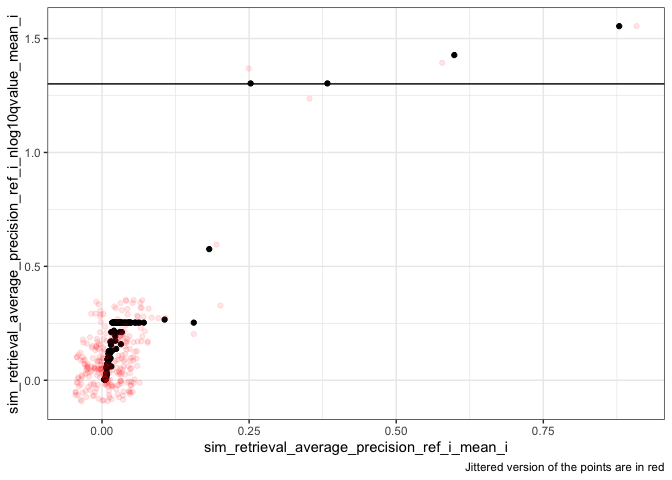 sim_retrieval_average_precision_ref_i_nlog10qvalue_mean_i
1.5
1.0
0.5
0.0
0.00
0.25
0.50
0.75
sim_retrieval_average_precision_ref_i_mean_i
Jittered version of the points are in red